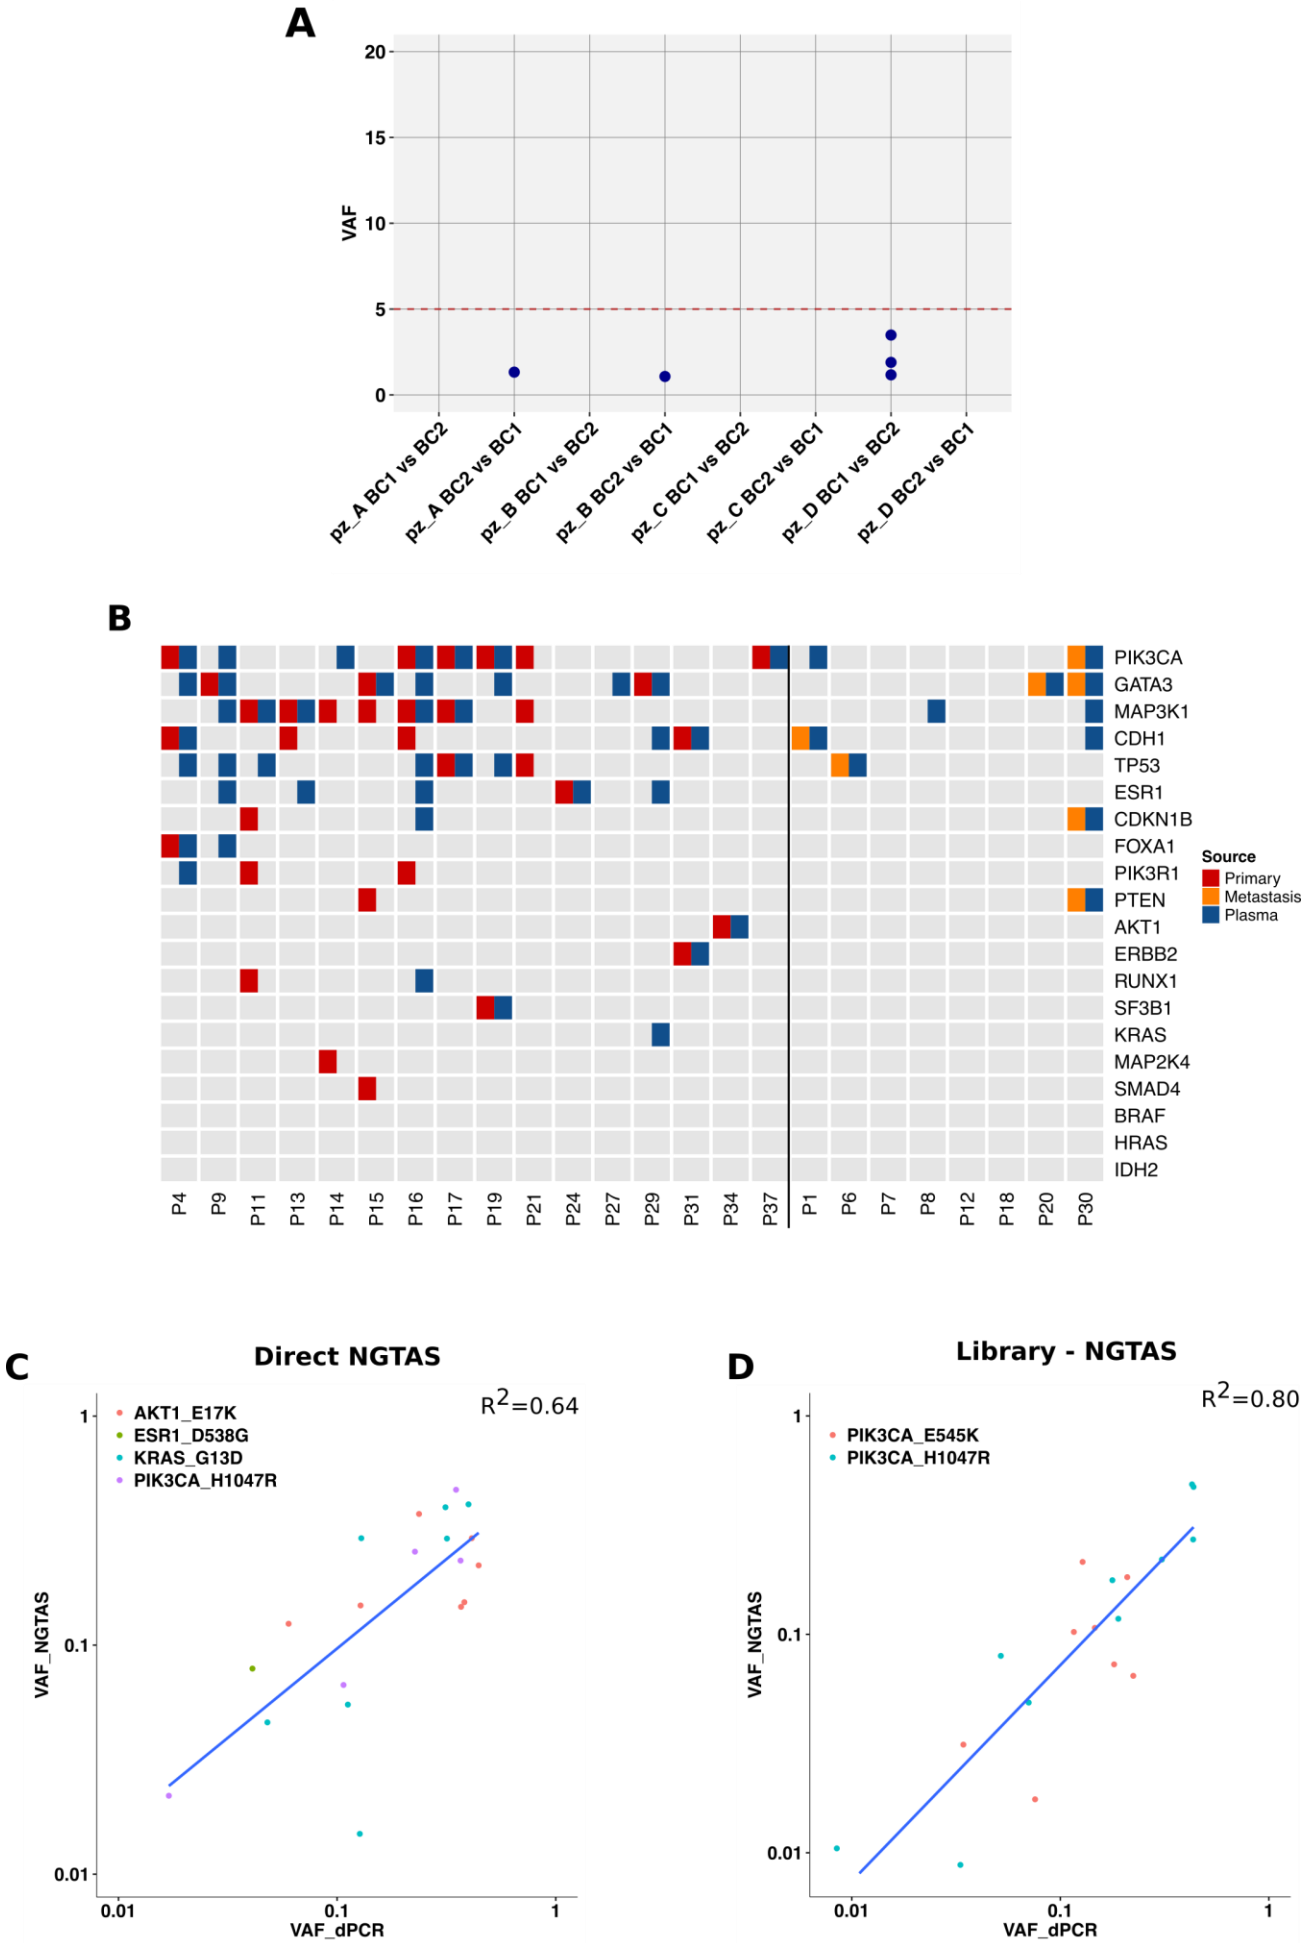 A
20
15
10
5
0
VAF
pz_A BC1 vs BC2
pz_A BC2 vs BC1
pz_B BC1 vs BC2
pz_B BC2 vs BC1
pz_C BC1 vs BC2
pz_C BC2 vs BC1
pz_D BC1 vs BC2
pz_D BC2 vs BC1
B
PIK3CA
GATA3
MAP3K1
CDH1
TP53
ESR1
CDKN1B
FOXA1
PIK3R1
PTEN
AKT1
ERBB2
RUNX1
SF3B1
KRAS
MAP2K4
SMAD4
BRAF
HRAS
IDH2
Source
Primary
Metastasis
Plasma
P4 P9 P11 P13 P14 P15 P16 P17 P19 P21 P24 P27 P29 P31 P34 P37 P1 P6 P7 P8 P12 P18 P20 P30
C
Direct NGTAS
R²=0.64
AKT1_E17K
ESR1_D538G
KRAS_G13D
PIK3CA_H1047R
1
0.1
0.01
VAF_NGTAS
0.01 0.1 1
VAF_dPCR
D
Library - NGTAS
R²=0.80
PIK3CA_E545K
PIK3CA_H1047R
1
0.1
0.01
VAF_NGTAS
0.01 0.1 1
VAF_dPCR